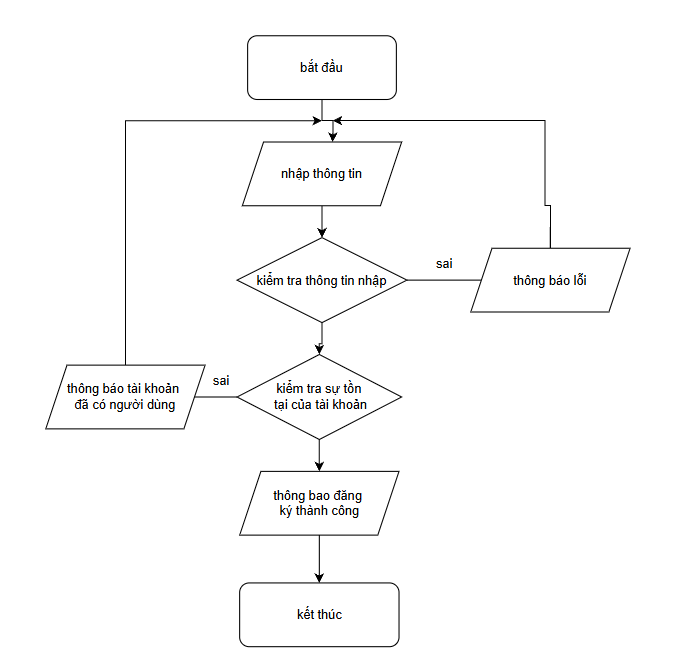 bắt đầu
nhập thông tin
kiểm tra thông tin nhập
sai
thông báo lỗi
kiểm tra sự tồn
tại của tài khoản
sai
thông báo tài khoản
đã có người dùng
thông bao đăng
ký thành công
kết thúc